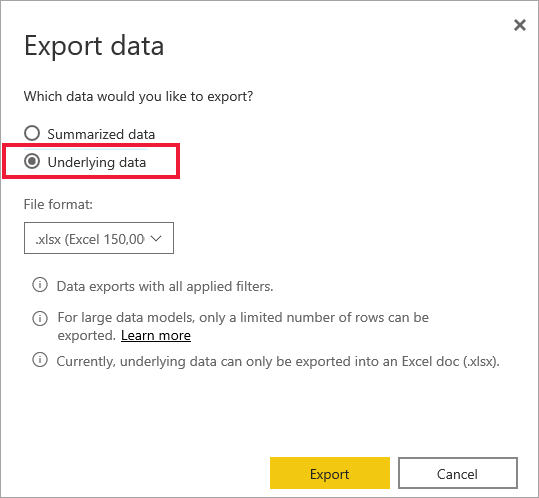 Export data
Which data would you like to export?
Summarized data
Underlying data
File format:
.xlsx (Excel 150,00
Data exports with all applied filters.
For large data models, only a limited number of rows can be
exported. Learn more
Currently, underlying data can only be exported into an Excel doc (.xlsx).
Export
Cancel